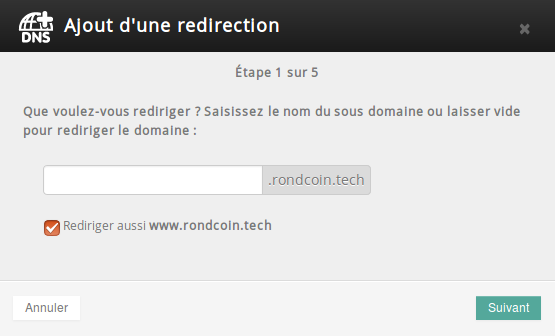 DNS
Ajout d'une redirection
Étape 1 sur 5
Que voulez-vous rediriger ? Saisissez le nom du sous domaine ou laisser vide
pour rediriger le domaine :
.rondcoin.tech
Rediriger aussi www.rondcoin.tech
Annuler
Suivant